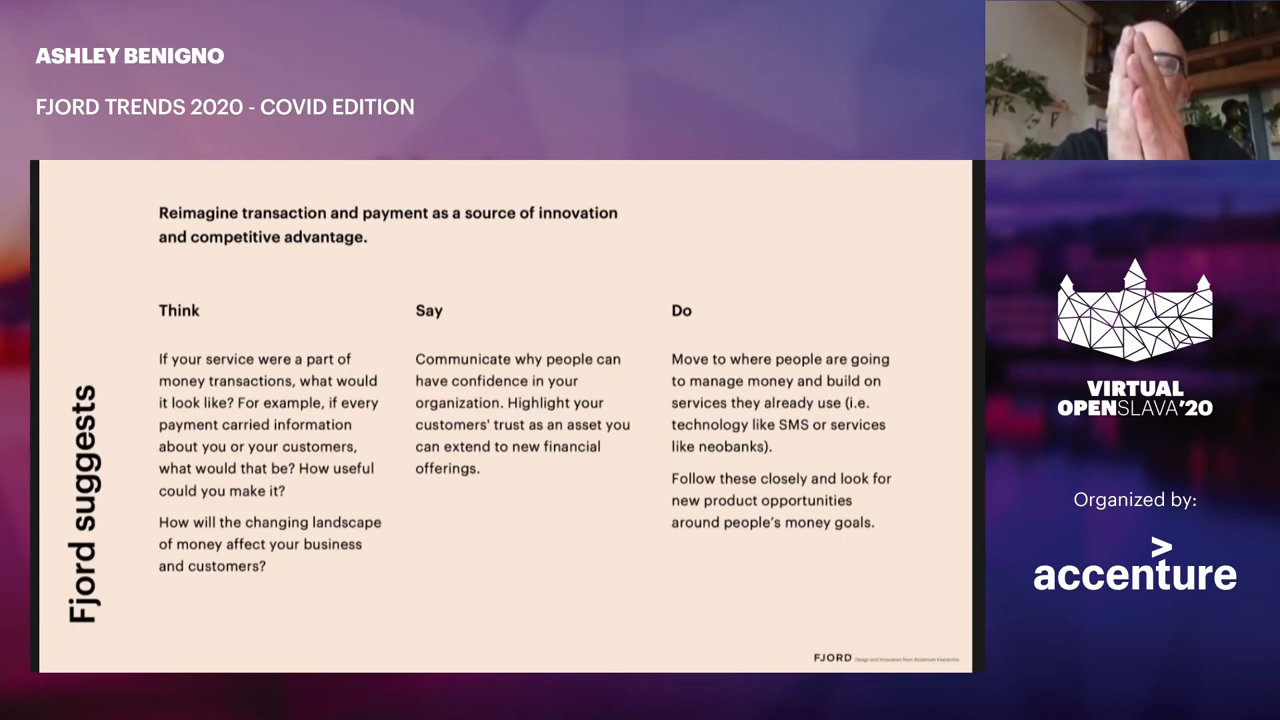 ASHLEY BENIGNO
FJORD TRENDS 2020 - COVID EDITION
Fjord suggests
Reimagine transaction and payment as a source of innovation
and competitive advantage.
Think
If your service were a part of
money transactions, what would
it look like? For example, if every
payment carried information
about you or your customers,
what would that be? How useful
could you make it?
How will the changing landscape
of money affect your business
and customers?
Say
Communicate why people can
have confidence in your
organization. Highlight your
customers' trust as an asset you
can extend to new financial
offerings.
Do
Move to where people are going
to manage money and build on
services they already use (i.e.
technology like SMS or services
like neobanks).
Follow these closely and look for
new product opportunities
around people's money goals.
FJORD Design and Innovation from Accenture Interactive
VIRTUAL
OPENSLAVA'20
Organized by:
accenture